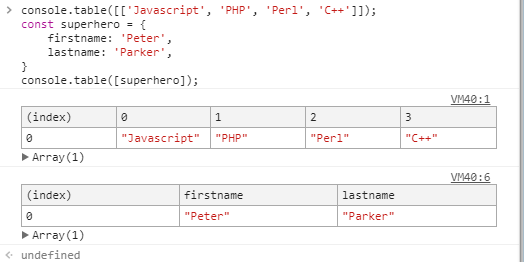 > console.table([['Javascript', 'PHP', 'Perl', 'C++']]);
const superhero = {
    firstname: 'Peter',
    lastname: 'Parker',
}
console.table([superhero]);
VM40:1
(index) 0 1 2 3
0 "Javascript" "PHP" "Perl" "C++"
▶ Array(1)
VM40:6
(index) firstname lastname
0 "Peter" "Parker"
▶ Array(1)
undefined